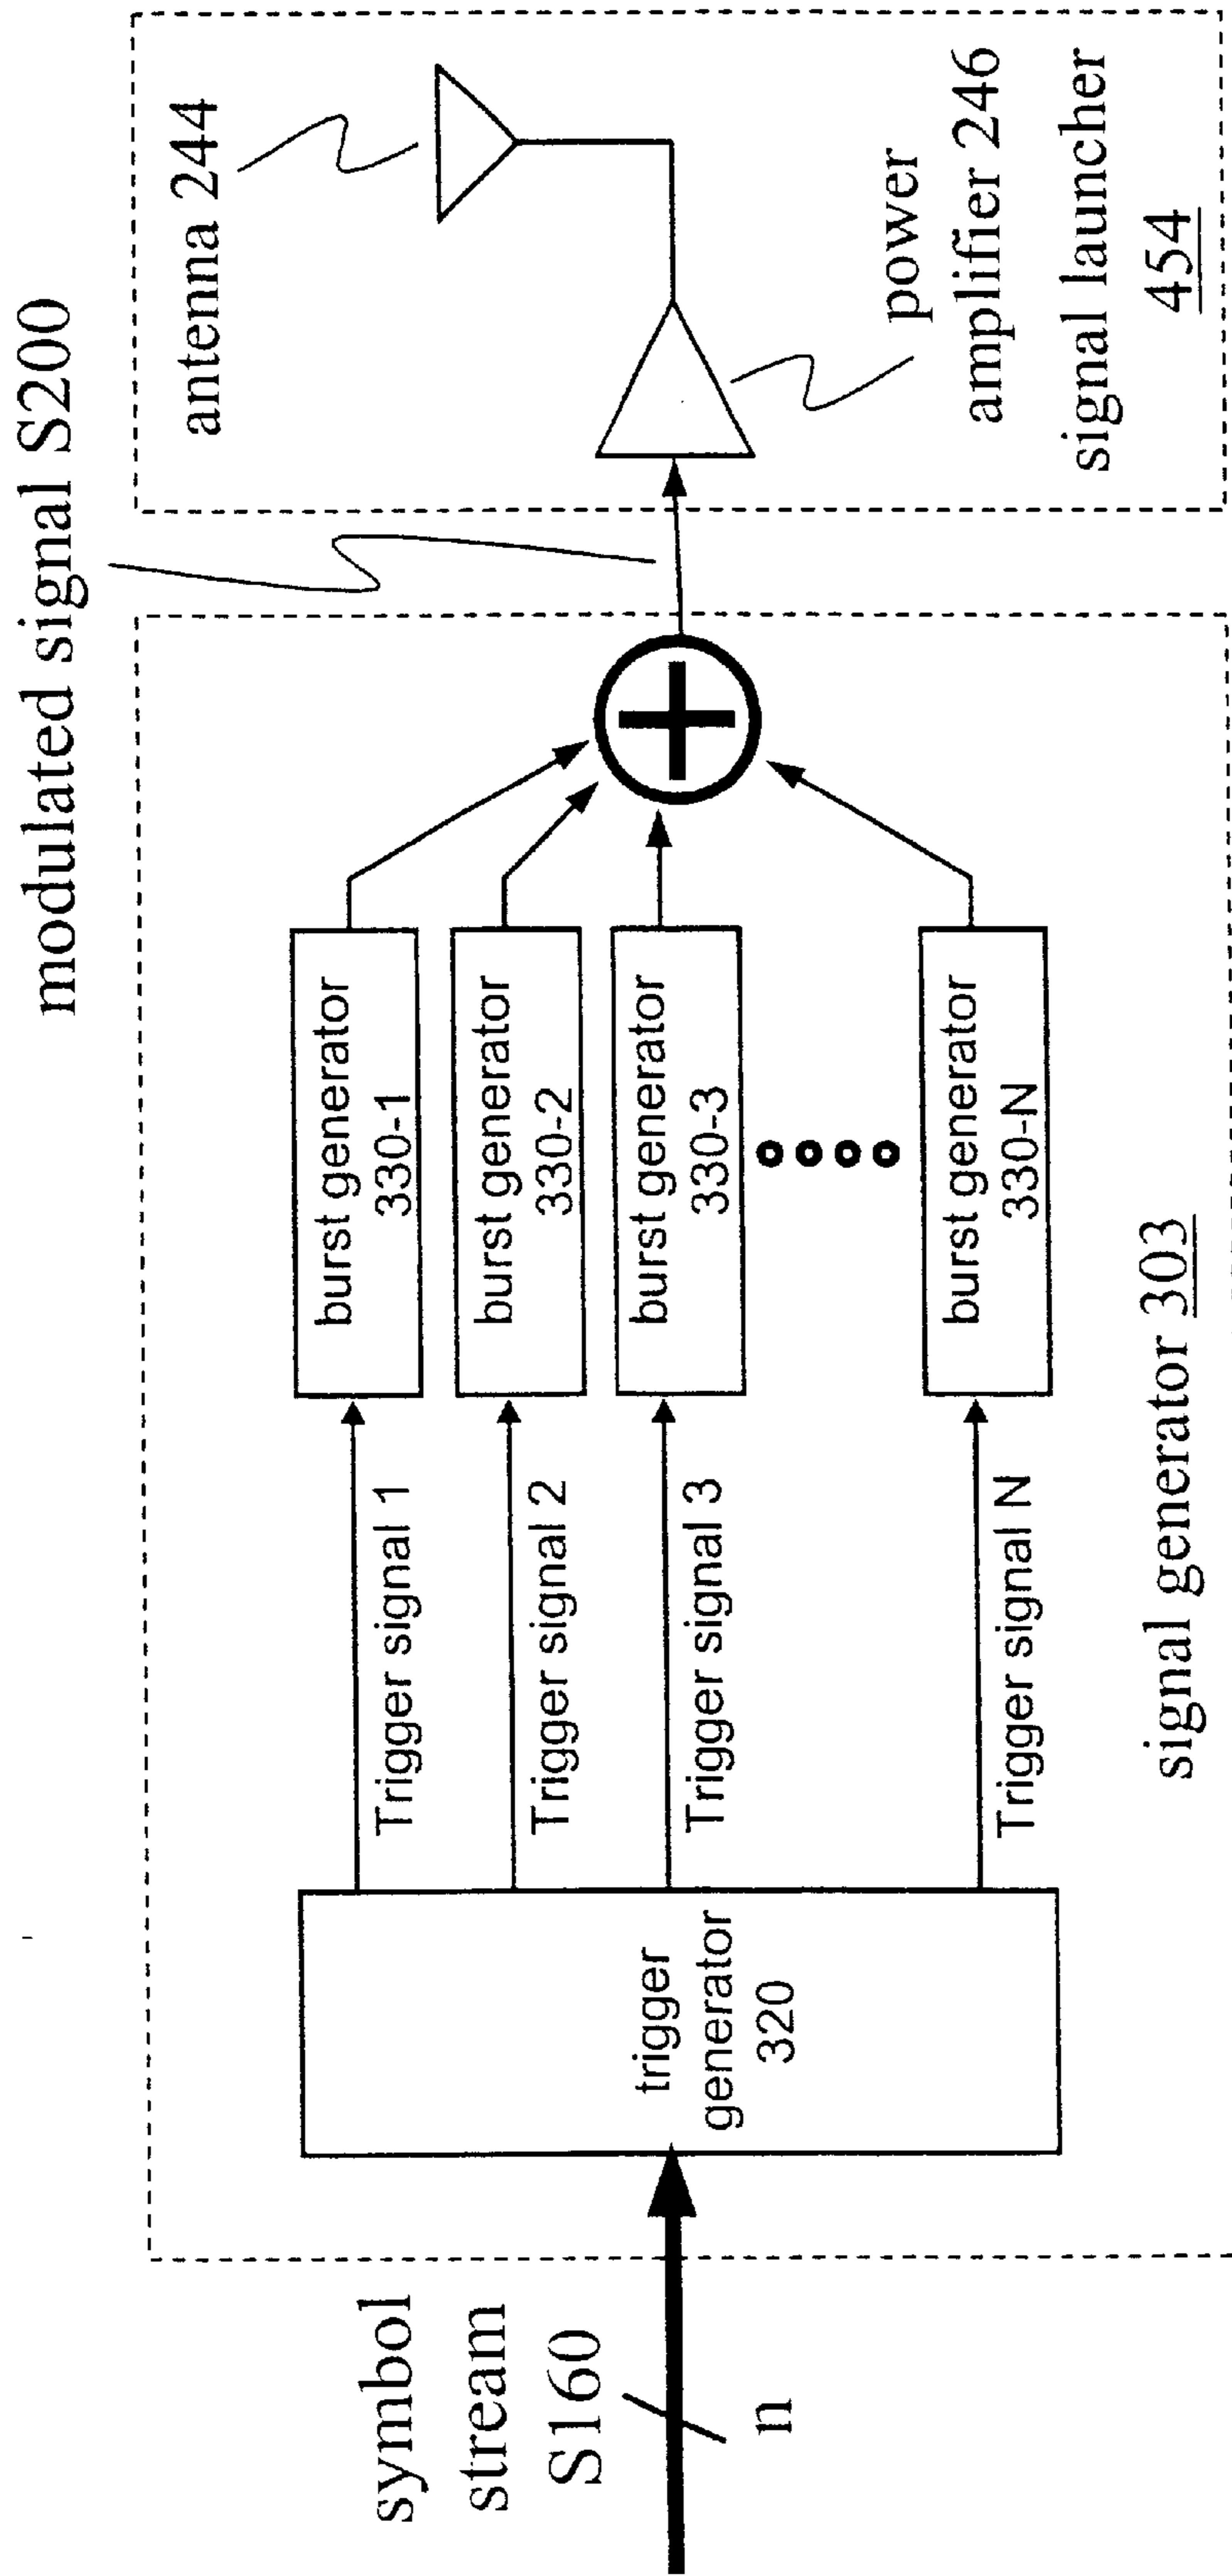 modulated signal S200
antenna 244
power
amplifier 246
signal launcher
454
symbol
stream
S160
n
trigger
generator
320
Trigger signal 1
Trigger signal 2
Trigger signal 3
Trigger signal N
burst generator
330-1
burst generator
330-2
burst generator
330-3
burst generator
330-N
signal generator 303